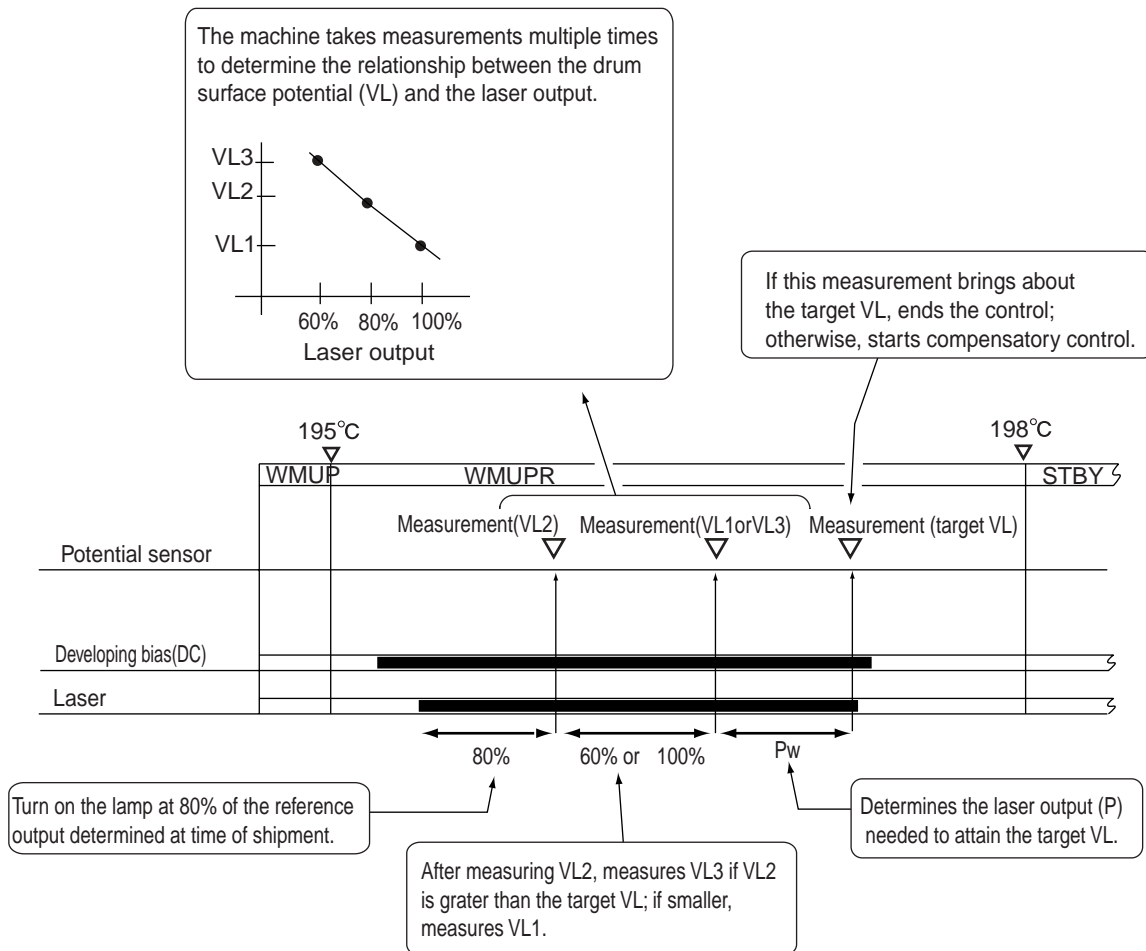 The machine takes measurements multiple times
to determine the relationship between the drum
surface potential (VL) and the laser output.
VL3
VL2
VL1
60% 80% 100%
Laser output
If this measurement brings about
the target VL, ends the control;
otherwise, starts compensatory control.
195°C
198°C
WMUP WMUPR STBY
Measurement(VL2) Measurement(VL1orVL3) Measurement (target VL)
Potential sensor
Developing bias(DC)
Laser
80% 60% or 100% Pw
Turn on the lamp at 80% of the reference
output determined at time of shipment.
Determines the laser output (P)
needed to attain the target VL.
After measuring VL2, measures VL3 if VL2
is grater than the target VL; if smaller,
measures VL1.